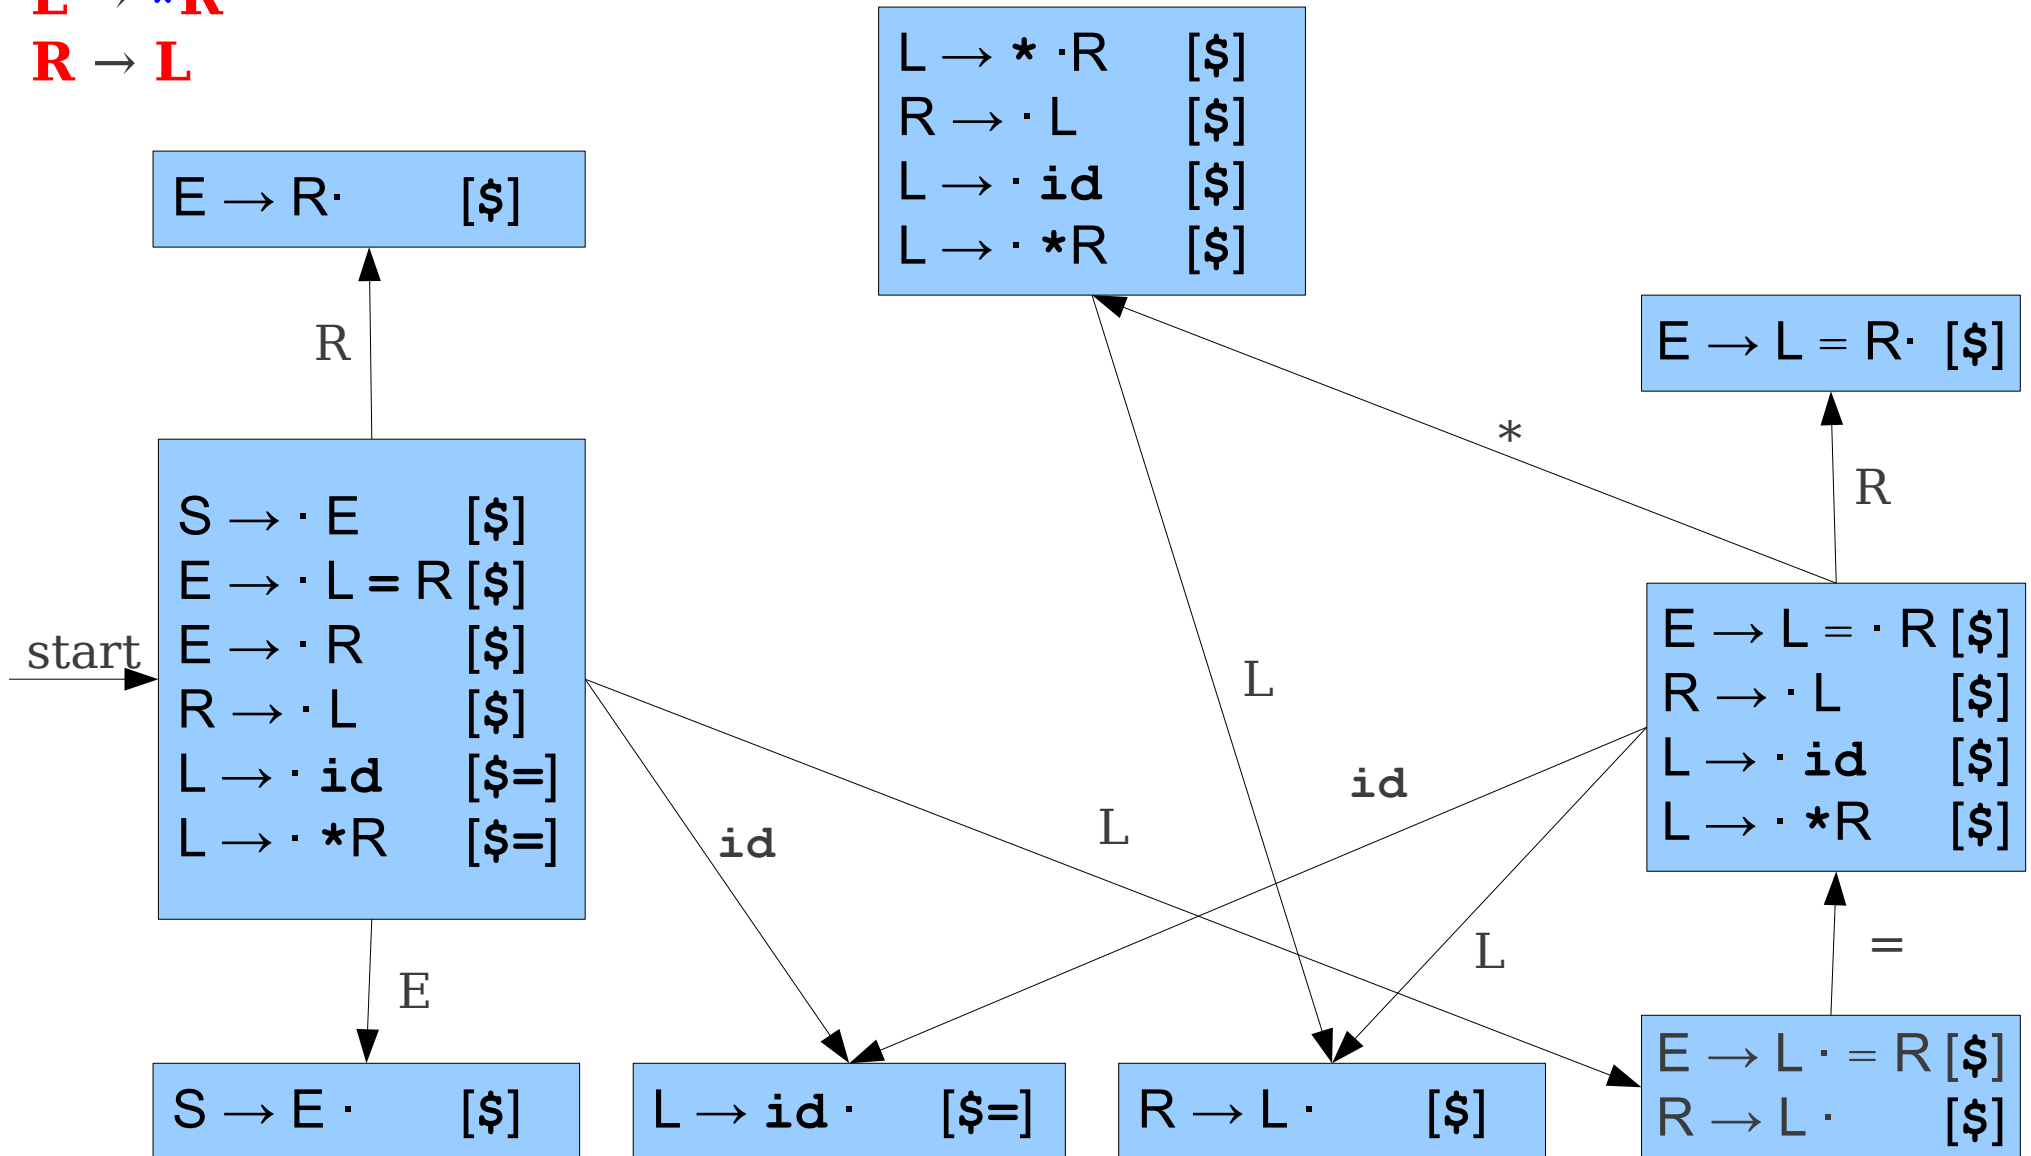 L → *R
R → L
L → * ·R [$]
R → · L [$]
L → · id [$]
L → · *R [$]
E → R· [$]
R
E → L = R· [$]
*
R
start
S → · E [$]
E → · L = R [$]
E → · R [$]
R → · L [$]
L → · id [$=]
L → · *R [$=]
E → L = · R [$]
R → · L [$]
L → · id [$]
L → · *R [$]
L
id
L
id
L
=
E
S → E · [$]
L → id · [$=]
R → L · [$]
E → L · = R [$]
R → L · [$]